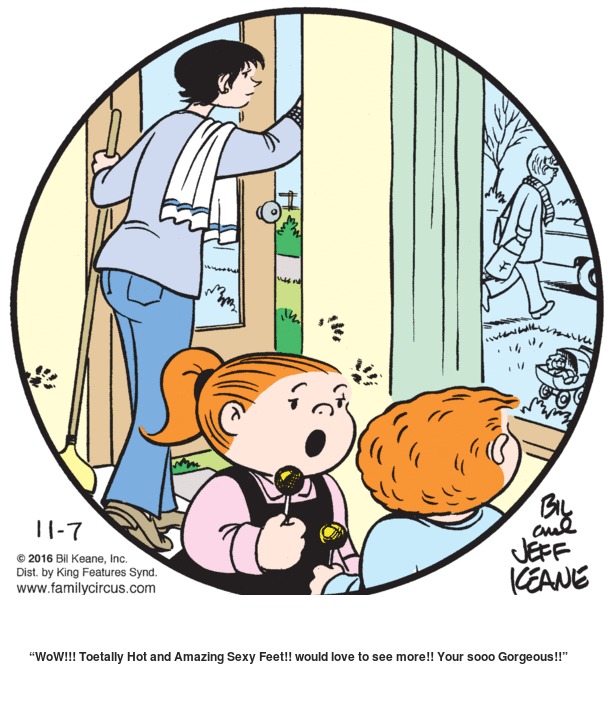 11-7
BIL
and
JEFF
KEANE
© 2016 Bil Keane, Inc.
Dist. by King Features Synd.
www.familycircus.com
“WoW!!! Toetally Hot and Amazing Sexy Feet!! would love to see more!! Your sooo Gorgeous!!”